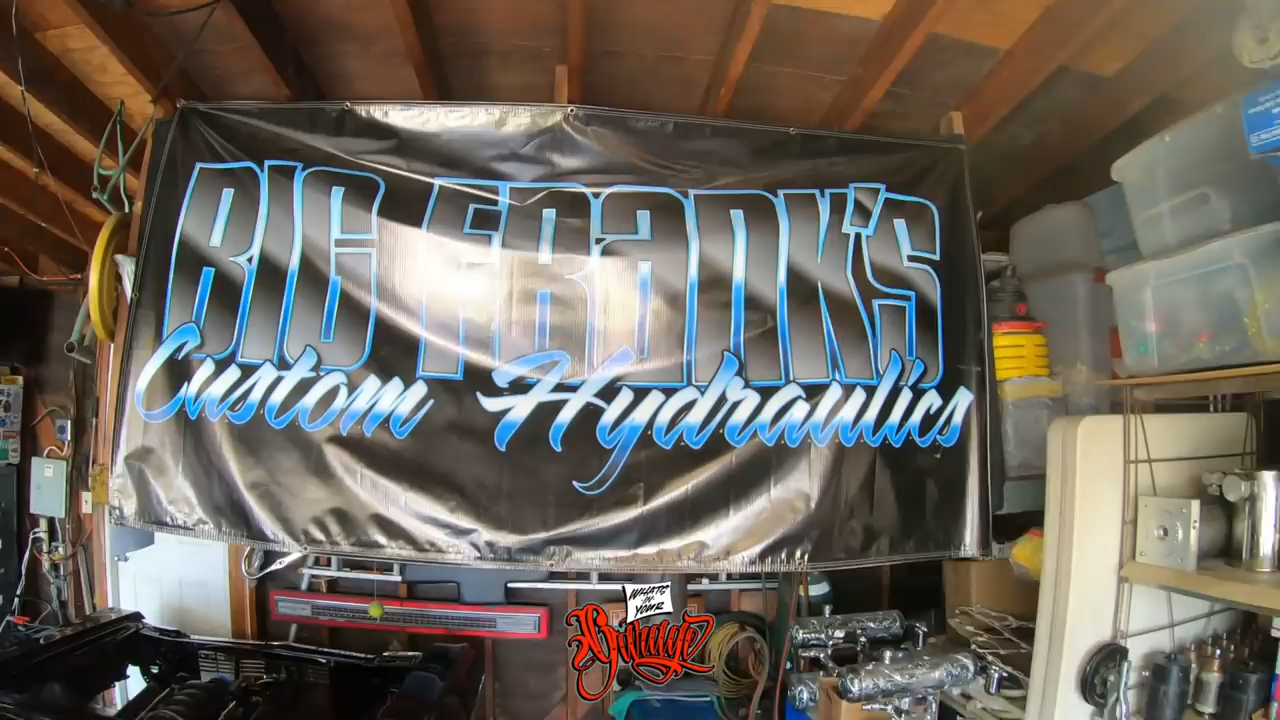 BIG FRANK'S
Custom Hydraulics
WHATS
IN
YOUR
Garage